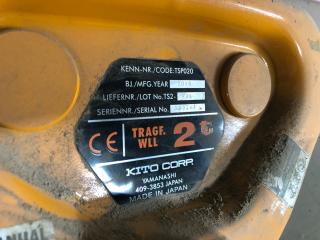 KENN-NR./CODE:TSP020
BJ./MFG.YEAR
LIEFERNR./LOT No.TS2-
SERIENNR./SERIAL No.
CE TRAGF. WLL 2
KITO CORP.
YAMANASHI
409-3853 JAPAN
MADE IN JAPAN